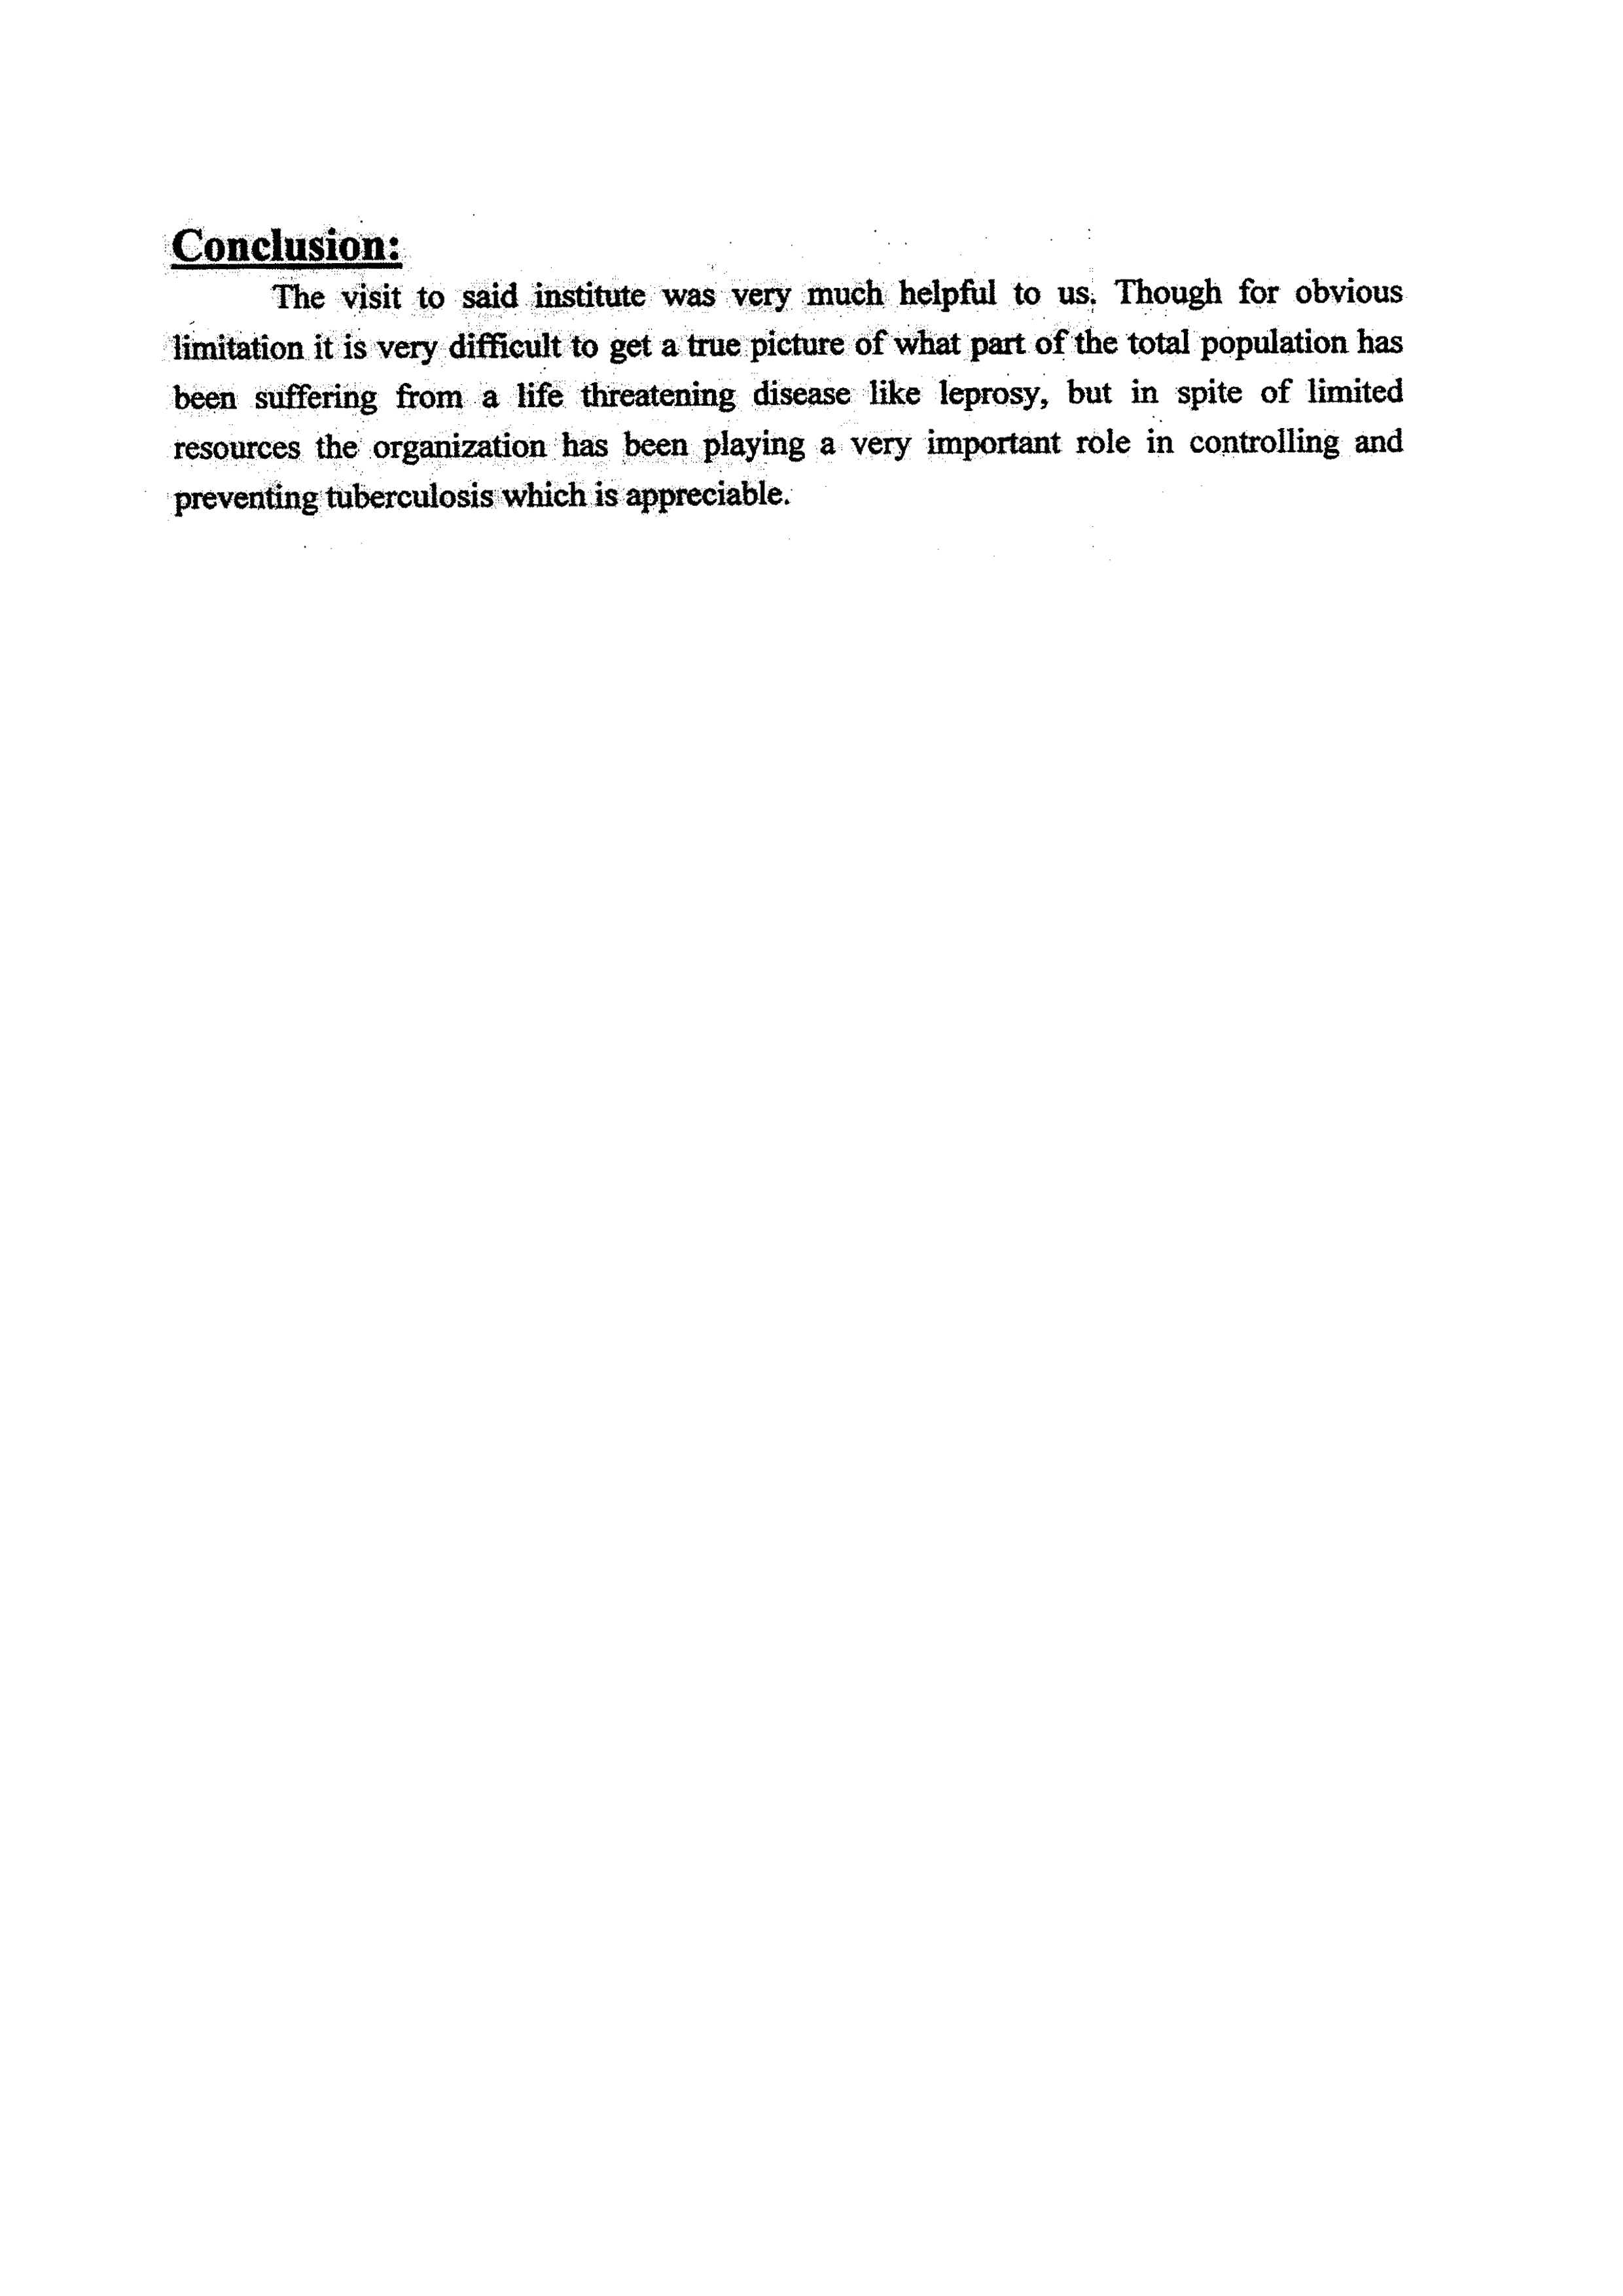 Conclusion:
The visit to said institute was very much helpful to us. Though for obvious
limitation it is very difficult to get a true picture of what part of the total population has
been suffering from a life threatening disease like leprosy, but in spite of limited
resources the organization has been playing a very important role in controlling and
preventing tuberculosis which is appreciable.